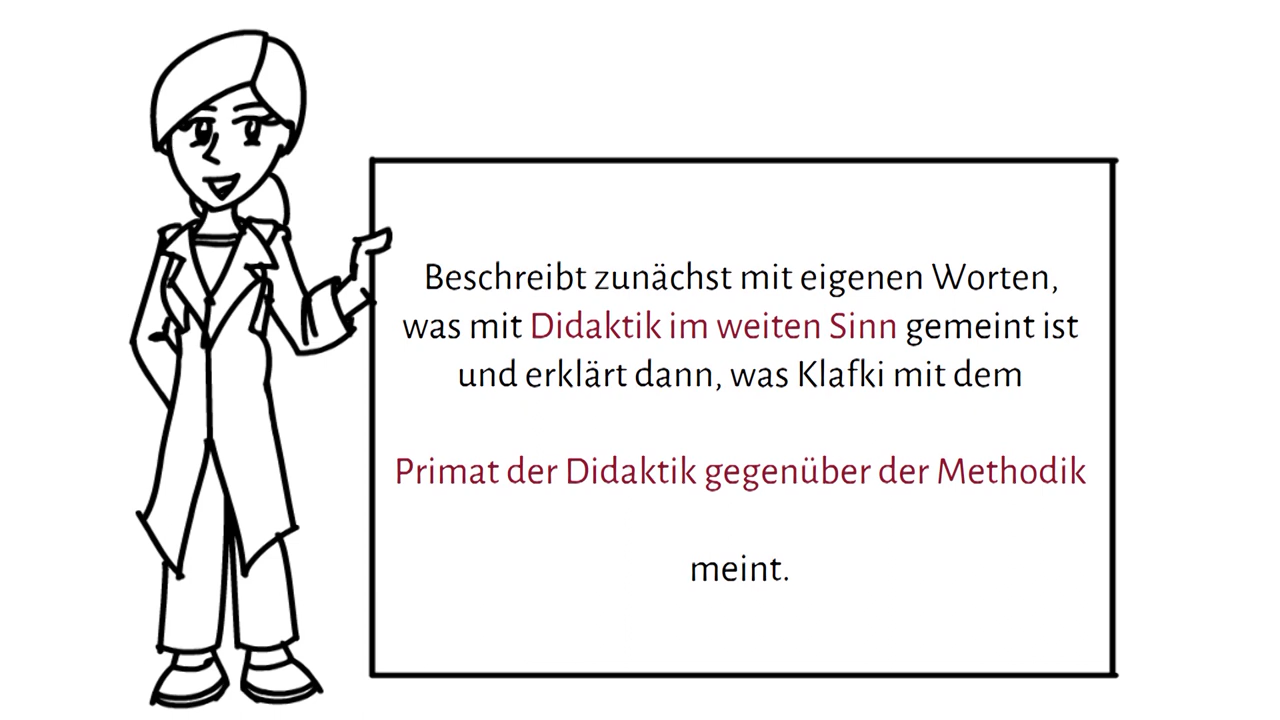 Beschreibt zunächst mit eigenen Worten,
was mit Didaktik im weiten Sinn gemeint ist
und erklärt dann, was Klafki mit dem
Primat der Didaktik gegenüber der Methodik
meint.